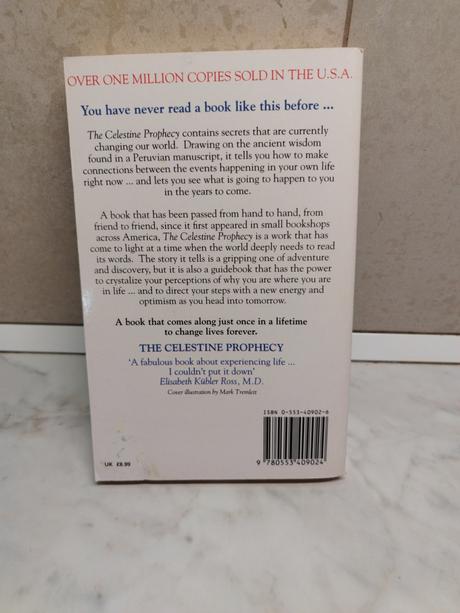 OVER ONE MILLION COPIES SOLD IN THE U.S.A.
You have never read a book like this before ...
The Celestine Prophecy contains secrets that are currently
changing our world. Drawing on the ancient wisdom
found in a Peruvian manuscript, it tells you how to make
connections between the events happening in your own life
right now ... and lets you see what is going to happen to you
in the years to come.
A book that has been passed from hand to hand, from
friend to friend, since it first appeared in small bookshops
across America, The Celestine Prophecy is a work that has
come to light at a time when the world deeply needs to read
its words. The story it tells is a gripping one of adventure
and discovery, but it is also a guidebook that has the power
to crystalize your perceptions of why you are where you are
in life ... and to direct your steps with a new energy and
optimism as you head into tomorrow.
A book that comes along just once in a lifetime
to change lives forever.
THE CELESTINE PROPHECY
'A fabulous book about experiencing life ...
I couldn't put it down'
Elisabeth Kübler Ross, M.D.
Cover illustration by Mark Tremlett
ISBN 0-553-40902-6
9 780553 409024
UK £8.99